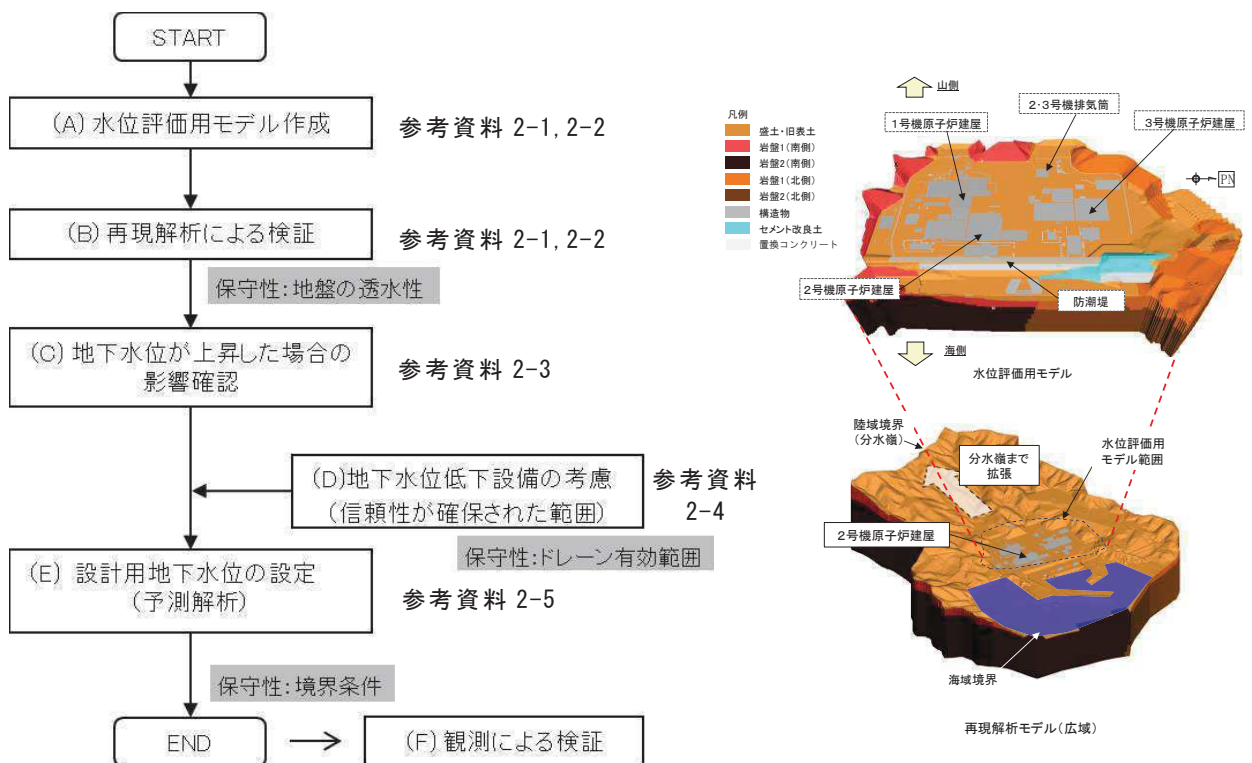 START
(A) 水位評価用モデル作成
参考資料 2-1, 2-2
(B) 再現解析による検証
参考資料 2-1, 2-2
保守性:地盤の透水性
(C) 地下水位が上昇した場合の
影響確認
参考資料 2-3
(D)地下水位低下設備の考慮
(信頼性が確保された範囲)
参考資料
2-4
保守性:ドレーン有効範囲
(E) 設計用地下水位の設定
(予測解析)
参考資料 2-5
保守性:境界条件
END
(F) 観測による検証
山側
凡例
盛土・旧表土
岩盤1(南側)
岩盤2(南側)
岩盤1(北側)
岩盤2(北側)
構造物
セメント改良土
置換コンクリート
1号機原子炉建屋
2・3号機排気筒
3号機原子炉建屋
PN
2号機原子炉建屋
防潮堤
海側
水位評価用モデル
陸域境界
(分水嶺)
分水嶺まで
拡張
水位評価用
モデル範囲
2号機原子炉建屋
海域境界
再現解析モデル(広域)